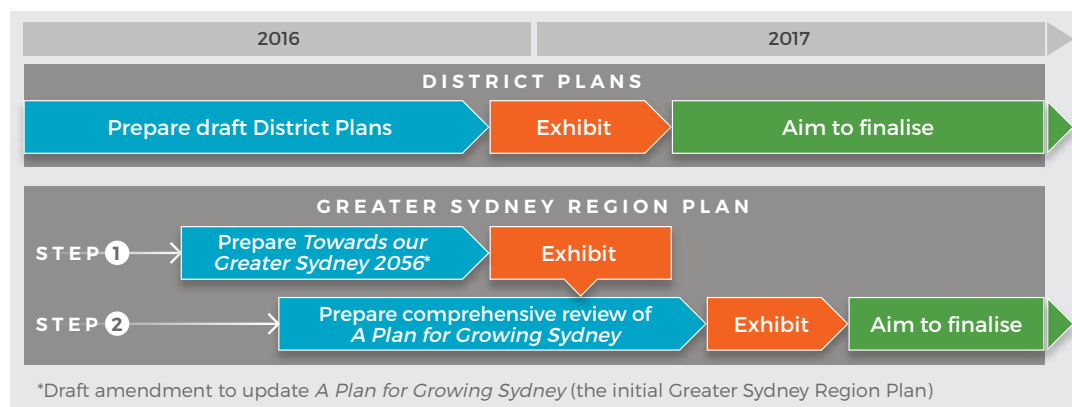 2016
2017
DISTRICT PLANS
Prepare draft District Plans
Exhibit
Aim to finalise
GREATER SYDNEY REGION PLAN
STEP 1
Prepare Towards our
Greater Sydney 2056*
Exhibit
STEP 2
Prepare comprehensive review of
A Plan for Growing Sydney
Exhibit
Aim to finalise
*Draft amendment to update A Plan for Growing Sydney (the initial Greater Sydney Region Plan)